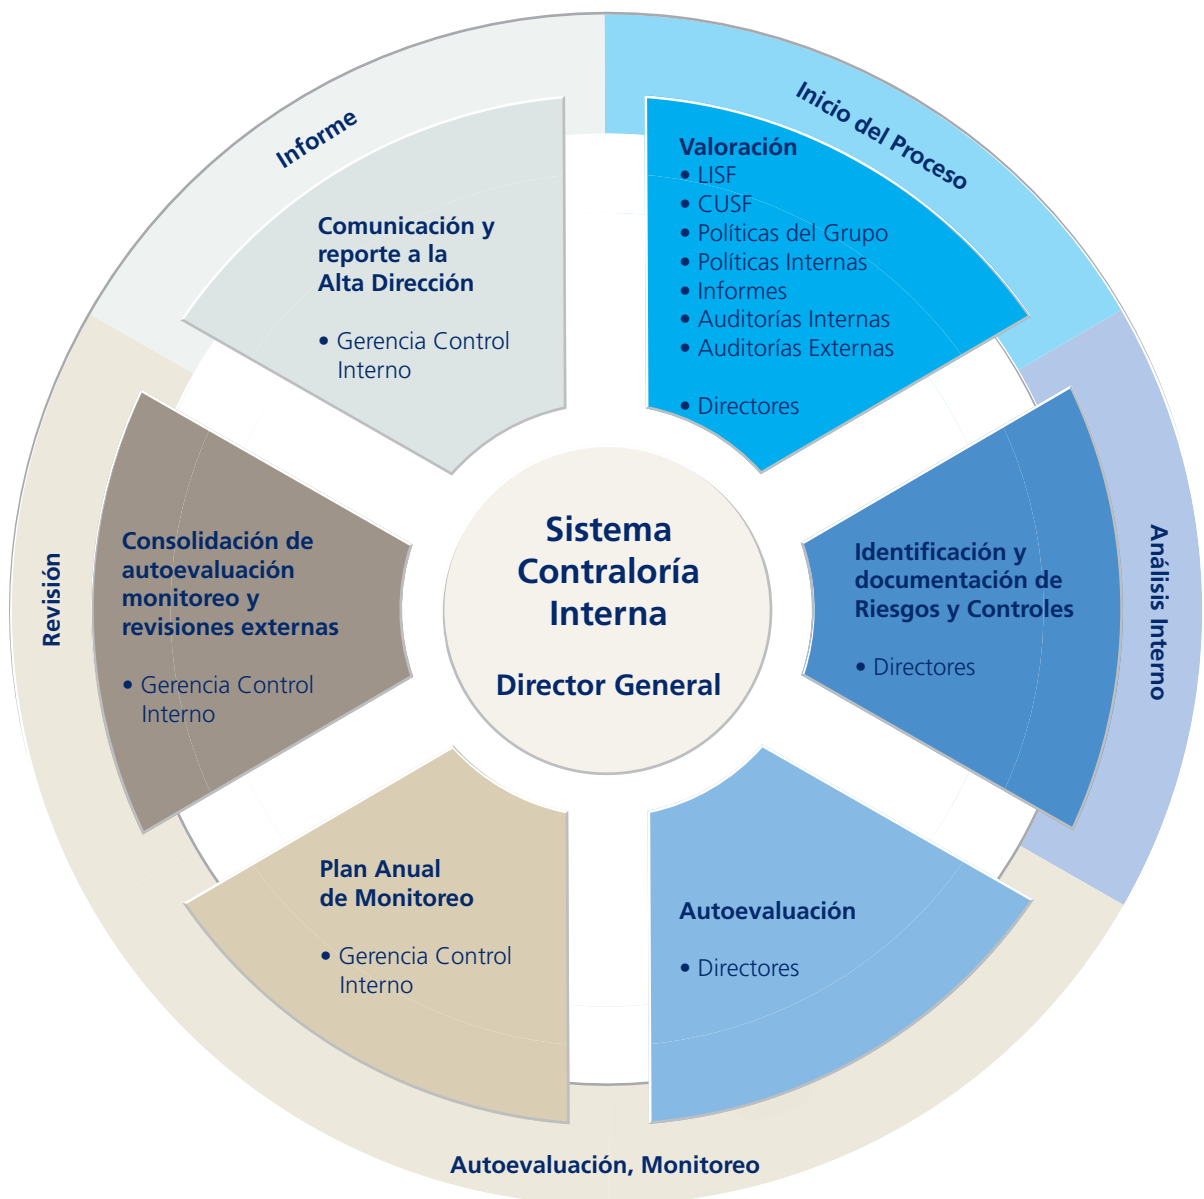 Inicio del Proceso
Valoración
• LISF
• CUSF
• Políticas del Grupo
• Políticas Internas
• Informes
• Auditorías Internas
• Auditorías Externas
• Directores
Análisis Interno
Identificación y
documentación de
Riesgos y Controles
• Directores
Autoevaluación, Monitoreo
Autoevaluación
• Directores
Plan Anual
de Monitoreo
• Gerencia Control
Interno
Revisión
Consolidación de
autoevaluación
monitoreo y
revisiones externas
• Gerencia Control
Interno
Informe
Comunicación y
reporte a la
Alta Dirección
• Gerencia Control
Interno
Sistema
Contraloría
Interna
Director General